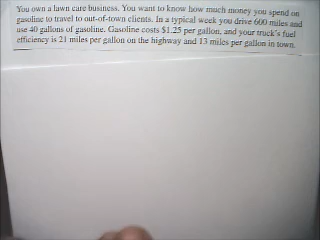 You own a lawn care business. You want to know how much money you spend on
gasoline to travel to out-of-town clients. In a typical week you drive 600 miles and
use 40 gallons of gasoline. Gasoline costs $1.25 per gallon, and your truck's fuel
efficiency is 21 miles per gallon on the highway and 13 miles per gallon in town.